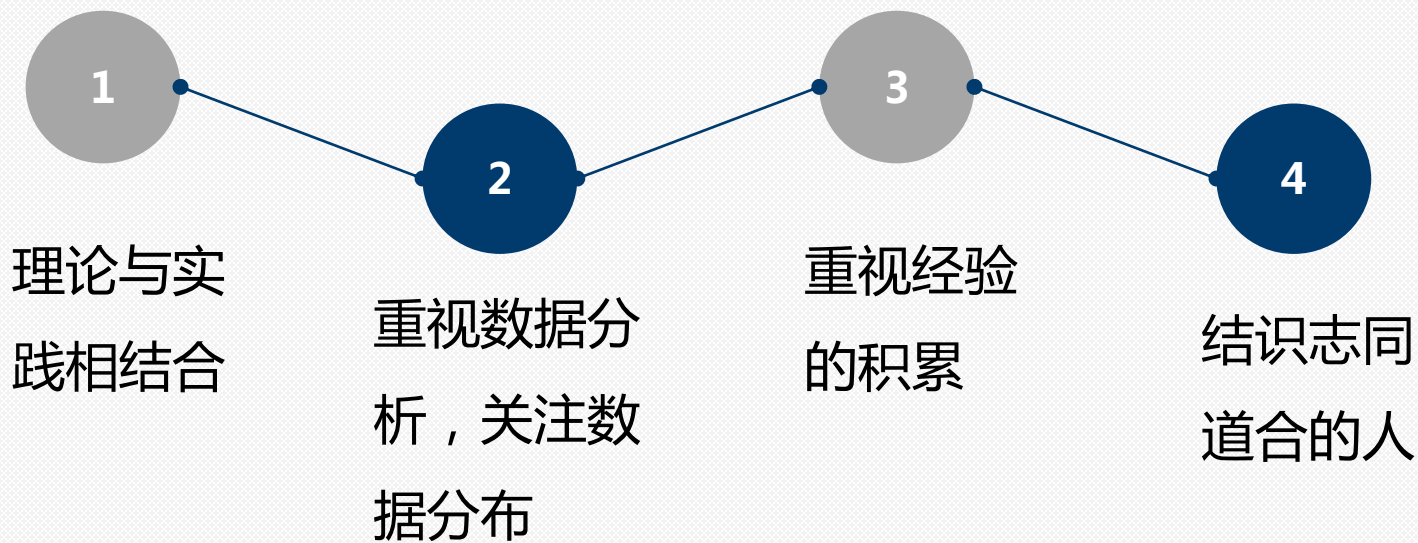 1
理论与实
践相结合
2
重视数据分
析，关注数
据分布
3
重视经验
的积累
4
结识志同
道合的人